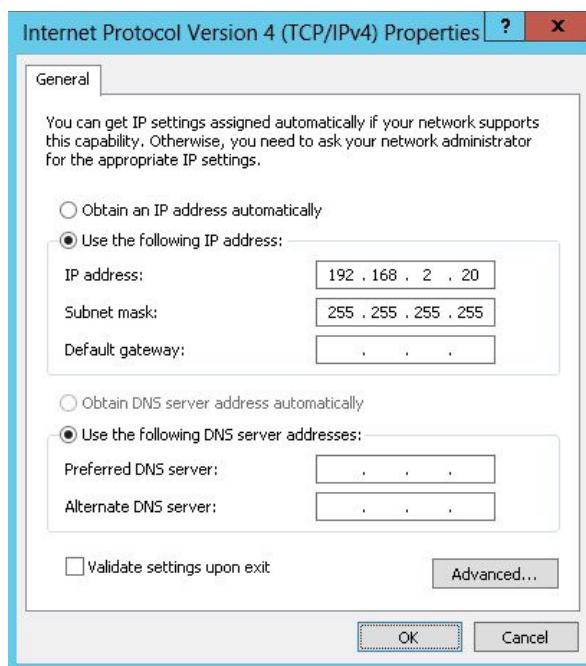 Internet Protocol Version 4 (TCP/IPv4) Properties ? x
General
You can get IP settings assigned automatically if your network supports
this capability. Otherwise, you need to ask your network administrator
for the appropriate IP settings.
Obtain an IP address automatically
Use the following IP address:
IP address: 192 . 168 . 2 . 20
Subnet mask: 255 . 255 . 255 . 255
Default gateway: . . .
Obtain DNS server address automatically
Use the following DNS server addresses:
Preferred DNS server: . . .
Alternate DNS server: . . .
Validate settings upon exit
Advanced...
OK Cancel